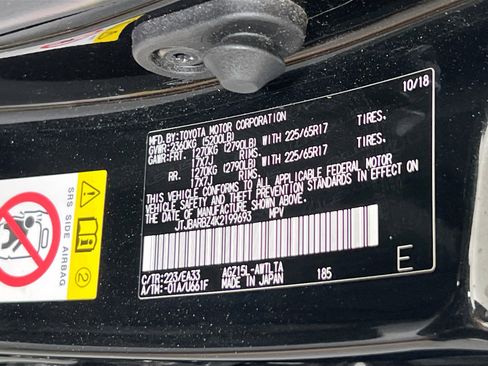 10/18
MFD. BY: TOYOTA MOTOR CORPORATION
GVWR: 2360KG (5200LB)
GAWR: FRT. 1270KG (2790LB) WITH 225/65R17 TIRES.
17X7J RIMS.
RR. 1270KG (2790LB) WITH 225/65R17 TIRES.
17X7J RIMS.
THIS VEHICLE CONFORMS TO ALL APPLICABLE FEDERAL MOTOR
VEHICLE SAFETY AND THEFT PREVENTION STANDARDS IN EFFECT ON
THE DATE OF MANUFACTURE SHOWN ABOVE.
JTJBARBZ4K2199693 MPV
C/TR: 223/EA33 AGZ15L-AWTLTA 185
A/TM: -01A/U661F MADE IN JAPAN
E
SRS SIDE AIRBAG